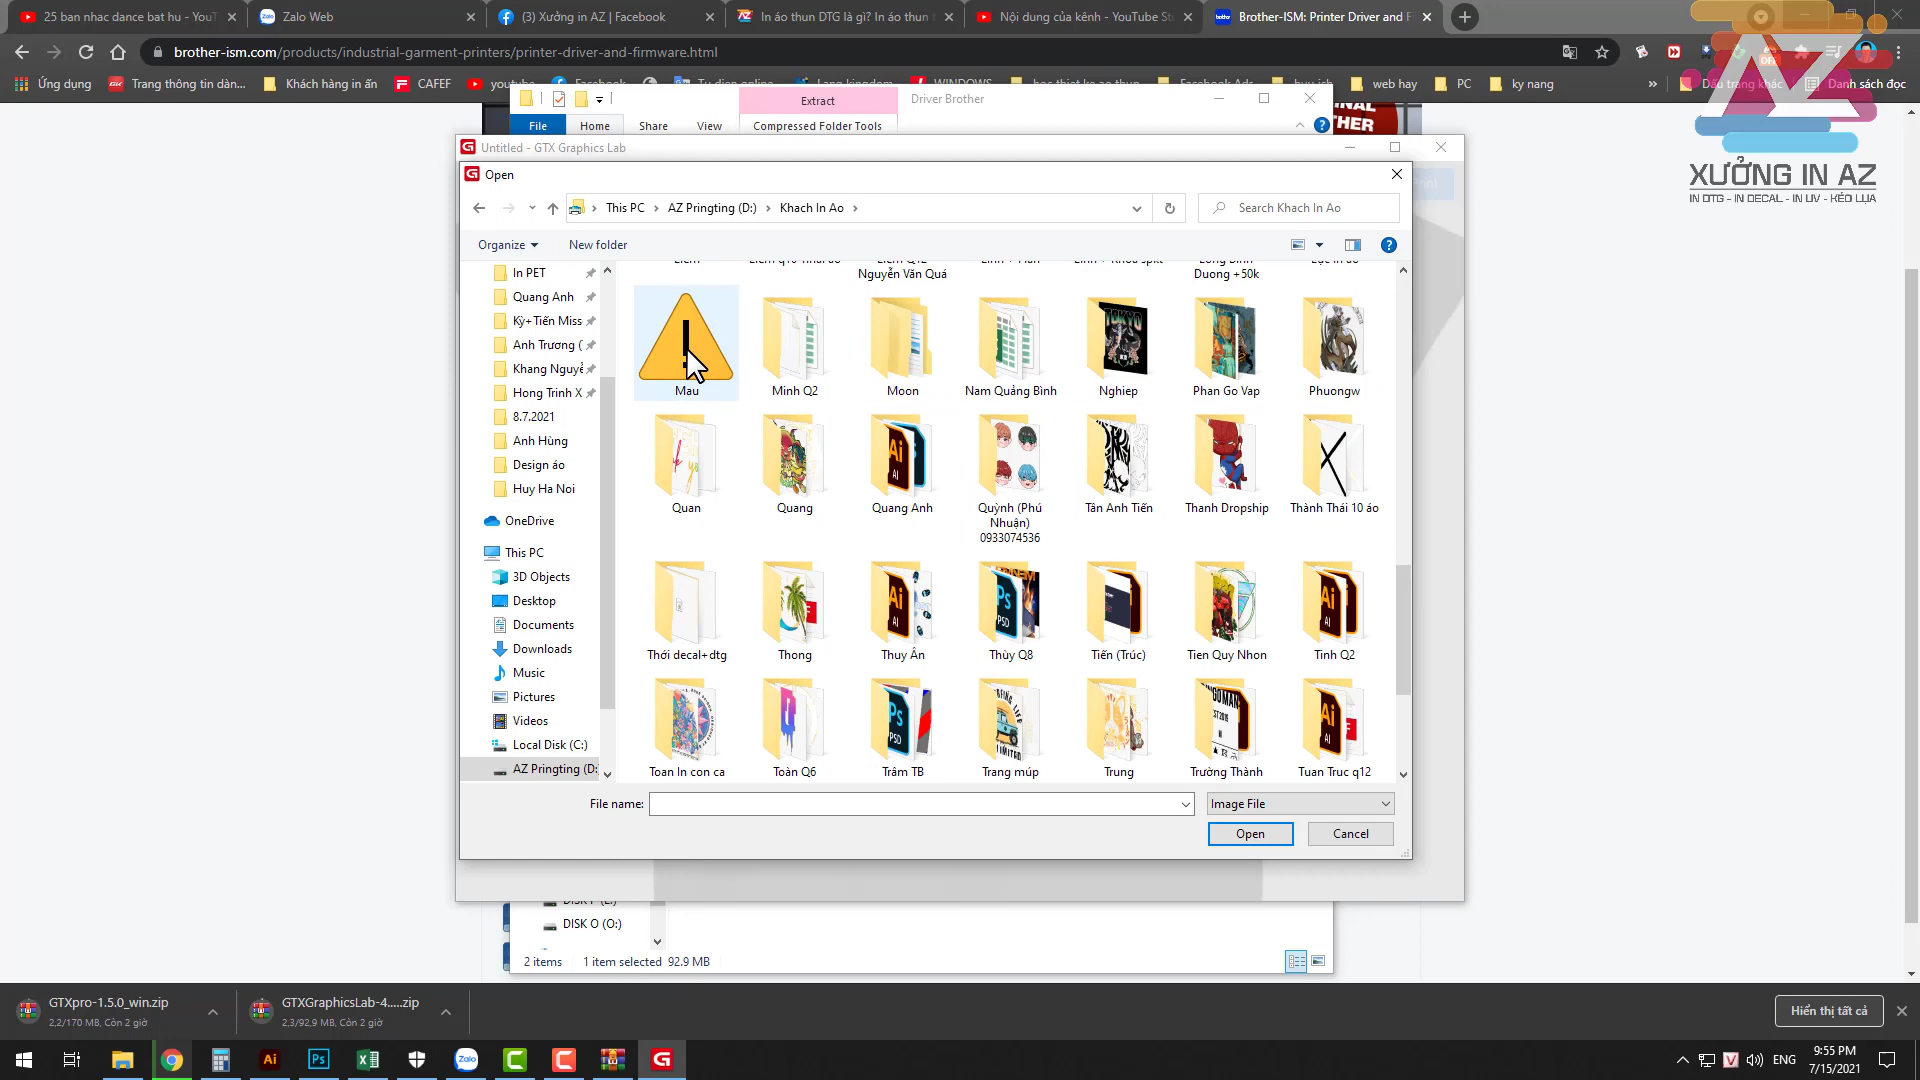 25 ban nhac dance bat hu - YouT
Zalo Web
(3) Xưởng in AZ | Facebook
In áo thun DTG là gì? In áo thun
Nội dung của kênh - YouTube St
Brother-ISM: Printer Driver and F
brother-ism.com/products/industrial-garment-printers/printer-driver-and-firmware.html
Ứng dụng
Trang thông tin dàn...
Khách hàng in ấn
CAFEF
web hay
PC
ky nang
»
Dấu trang khác
Danh sách đọc
XƯỞNG IN AZ
IN DTG - IN DECAL - IN UV - KÉO LỤA
Extract
Driver Brother
File
Home
Share
View
Compressed Folder Tools
Untitled - GTX Graphics Lab
Open
This PC
AZ Pringting (D:)
Khach In Ao
Search Khach In Ao
Organize
New folder
In PET
Quang Anh
Kỳ+Tiến Miss
Anh Trương (
Khang Nguyễ
Hong Trinh X
8.7.2021
Anh Hùng
Design áo
Huy Ha Noi
OneDrive
This PC
3D Objects
Desktop
Documents
Downloads
Music
Pictures
Videos
Local Disk (C:)
AZ Pringting (D:
Nguyễn Văn Quá
Duong +50k
Mau
Minh Q2
Moon
Nam Quảng Bình
Nghiep
Phan Go Vap
Phuongw
Quan
Quang
Quang Anh
Quỳnh (Phú
Nhuận)
0933074536
Tân Anh Tiến
Thanh Dropship
Thành Thái 10 áo
Thới decal+dtg
Thong
Thuy Ân
Thùy Q8
Tiến (Trúc)
Tien Quy Nhon
Tinh Q2
Toan In con ca
Toàn Q6
Trâm TB
Trang múp
Trung
Trường Thành
Tuan Truc q12
File name:
Image File
Open
Cancel
DISK O (O:)
2 items
1 item selected
92.9 MB
GTXpro-1.5.0_win.zip
2,2/170 MB, Còn 2 giờ
GTXGraphicsLab-4.....zip
2,3/92,9 MB, Còn 2 giờ
Hiển thị tất cả
ENG
9:55 PM
7/15/2021